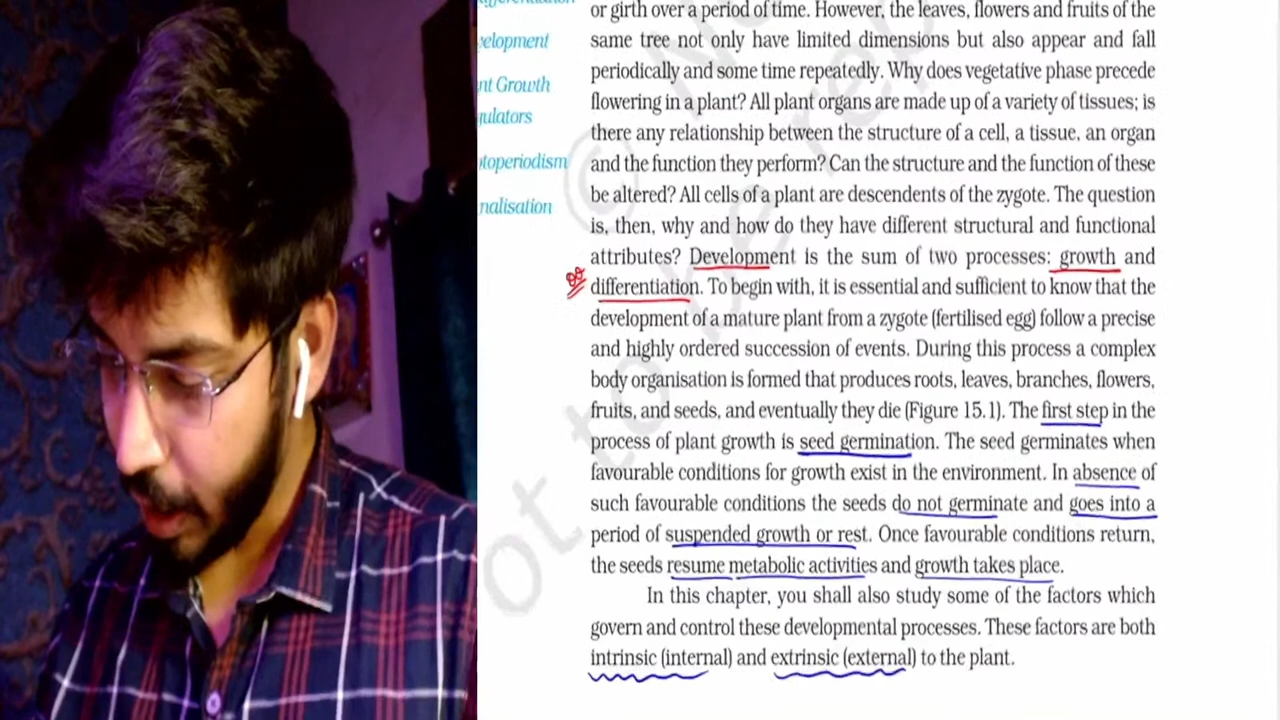 velopment
nt Growth
gulators
toperiodism
nalisation
or girth over a period of time. However, the leaves, flowers and fruits of the
same tree not only have limited dimensions but also appear and fall
periodically and some time repeatedly. Why does vegetative phase precede
flowering in a plant? All plant organs are made up of a variety of tissues; is
there any relationship between the structure of a cell, a tissue, an organ
and the function they perform? Can the structure and the function of these
be altered? All cells of a plant are descendents of the zygote. The question
is, then, why and how do they have different structural and functional
attributes? Development is the sum of two processes: growth and
differentiation. To begin with, it is essential and sufficient to know that the
development of a mature plant from a zygote (fertilised egg) follow a precise
and highly ordered succession of events. During this process a complex
body organisation is formed that produces roots, leaves, branches, flowers,
fruits, and seeds, and eventually they die (Figure 15.1). The first step in the
process of plant growth is seed germination. The seed germinates when
favourable conditions for growth exist in the environment. In absence of
such favourable conditions the seeds do not germinate and goes into a
period of suspended growth or rest. Once favourable conditions return,
the seeds resume metabolic activities and growth takes place.
In this chapter, you shall also study some of the factors which
govern and control these developmental processes. These factors are both
intrinsic (internal) and extrinsic (external) to the plant.